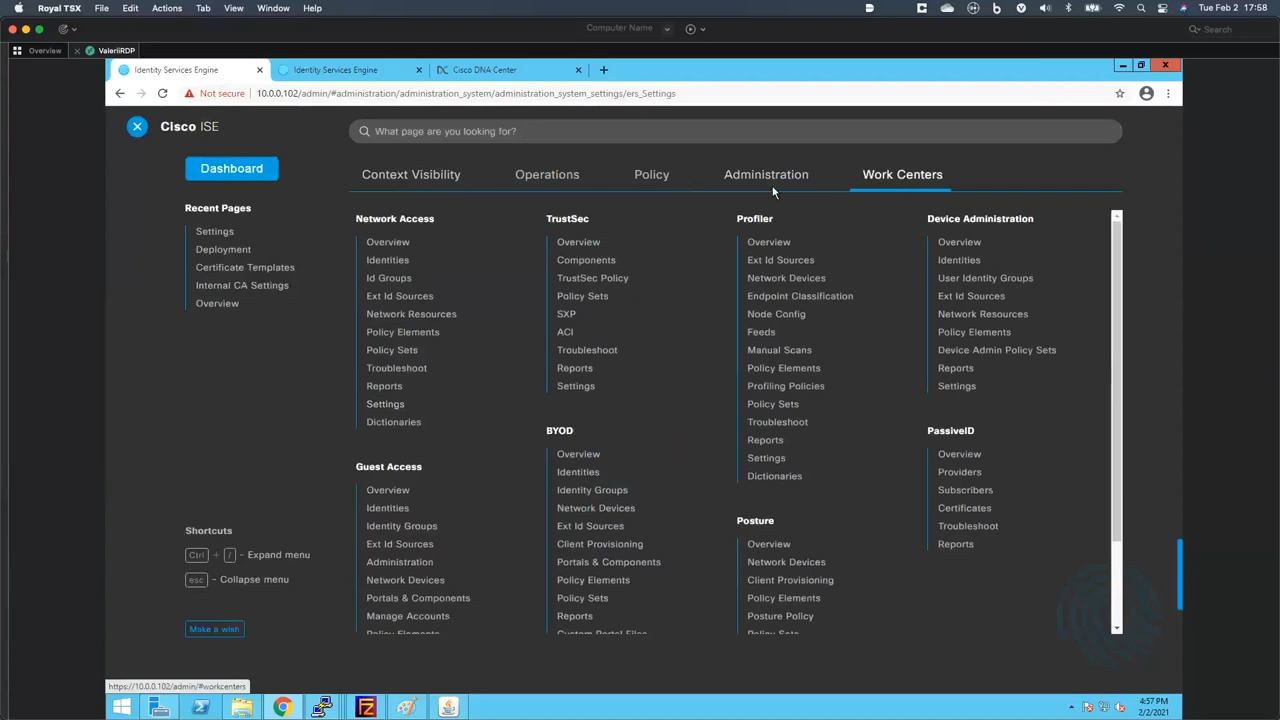 Royal TSX File Edit Actions Tab View Window Help Tue Feb 2 17:58
Computer Name Search
Overview ValeriiRDP
Identity Services Engine Identity Services Engine Cisco DNA Center
Not secure 10.0.0.102/admin/#administration/administration_system/administration_system_settings/ers_Settings
Cisco ISE What page are you looking for?
Dashboard
Context Visibility Operations Policy Administration Work Centers
Recent Pages
Settings
Deployment
Certificate Templates
Internal CA Settings
Overview
Shortcuts
Ctrl + / - Expand menu
esc - Collapse menu
Make a wish
Network Access
Overview
Identities
Id Groups
Ext Id Sources
Network Resources
Policy Elements
Policy Sets
Troubleshoot
Reports
Settings
Dictionaries
Guest Access
Overview
Identities
Identity Groups
Ext Id Sources
Administration
Network Devices
Portals & Components
Manage Accounts
Policy Elements
TrustSec
Overview
Components
TrustSec Policy
Policy Sets
SXP
ACI
Troubleshoot
Reports
Settings
BYOD
Overview
Identities
Identity Groups
Network Devices
Ext Id Sources
Client Provisioning
Portals & Components
Policy Elements
Policy Sets
Reports
Custom Portal Files
Profiler
Overview
Ext Id Sources
Network Devices
Endpoint Classification
Node Config
Feeds
Manual Scans
Policy Elements
Profiling Policies
Policy Sets
Troubleshoot
Reports
Settings
Dictionaries
Posture
Overview
Network Devices
Client Provisioning
Policy Elements
Posture Policy
Policy Sets
Device Administration
Overview
Identities
User Identity Groups
Ext Id Sources
Network Resources
Policy Elements
Device Admin Policy Sets
Reports
Settings
PassiveID
Overview
Providers
Subscribers
Certificates
Troubleshoot
Reports
https://10.0.0.102/admin/#workcenters
4:57 PM
2/2/2021